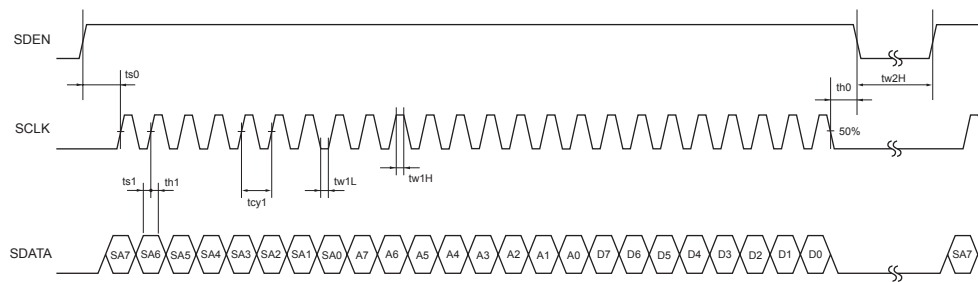 SDEN
ts0
th0
tw2H
SCLK
50%
ts1 th1
tcy1
tw1L
tw1H
SDATA
SA7 SA6 SA5 SA4 SA3 SA2 SA1 SA0 A7 A6 A5 A4 A3 A2 A1 A0 D7 D6 D5 D4 D3 D2 D1 D0 SA7